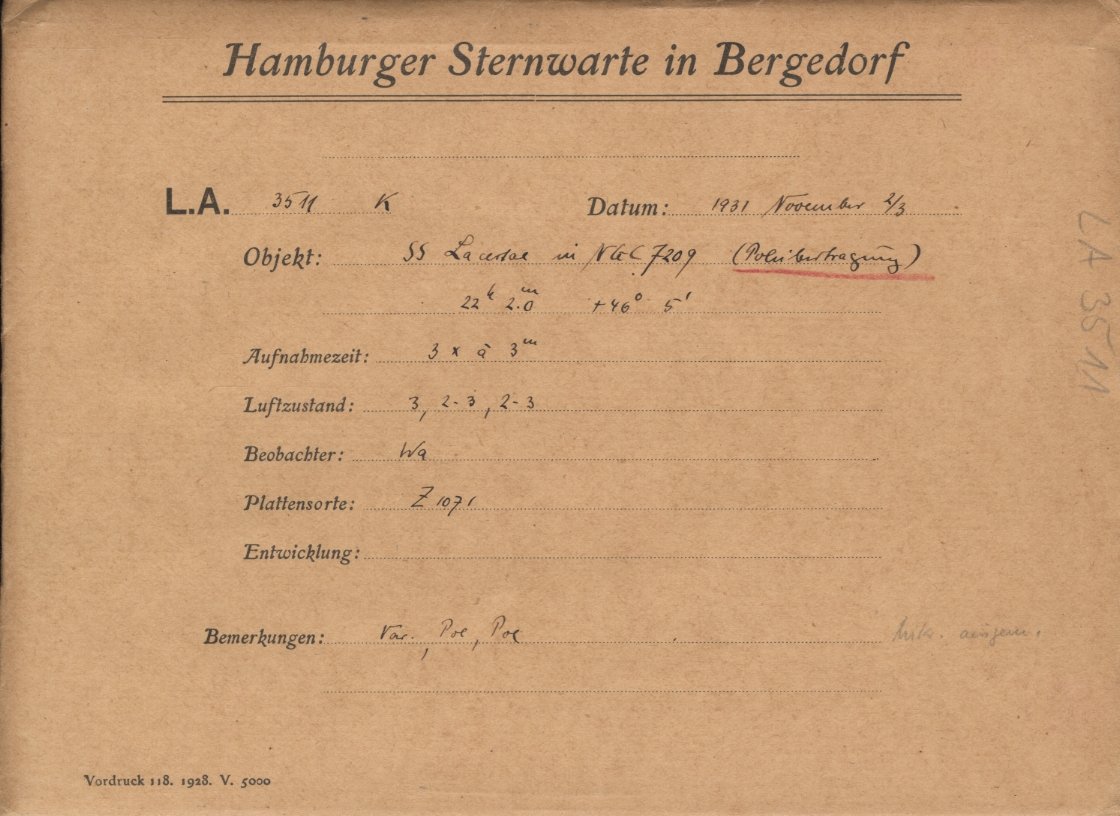 Hamburger Sternwarte in Bergedorf
L.A. 3511 K Datum: 1931 November 2/3
Objekt: SS Lacertae in NGC 7209 (Polübertragung)
22h 2.0m +46° 5'
Aufnahmezeit: 3 x à 3m
Luftzustand: 3, 2-3, 2-3
Beobachter: Wa
Plattensorte: Z 1071
Entwicklung:
Bemerkungen: Var., Pol, Pol
Vordruck 118. 1928. V. 5000
LA 3511